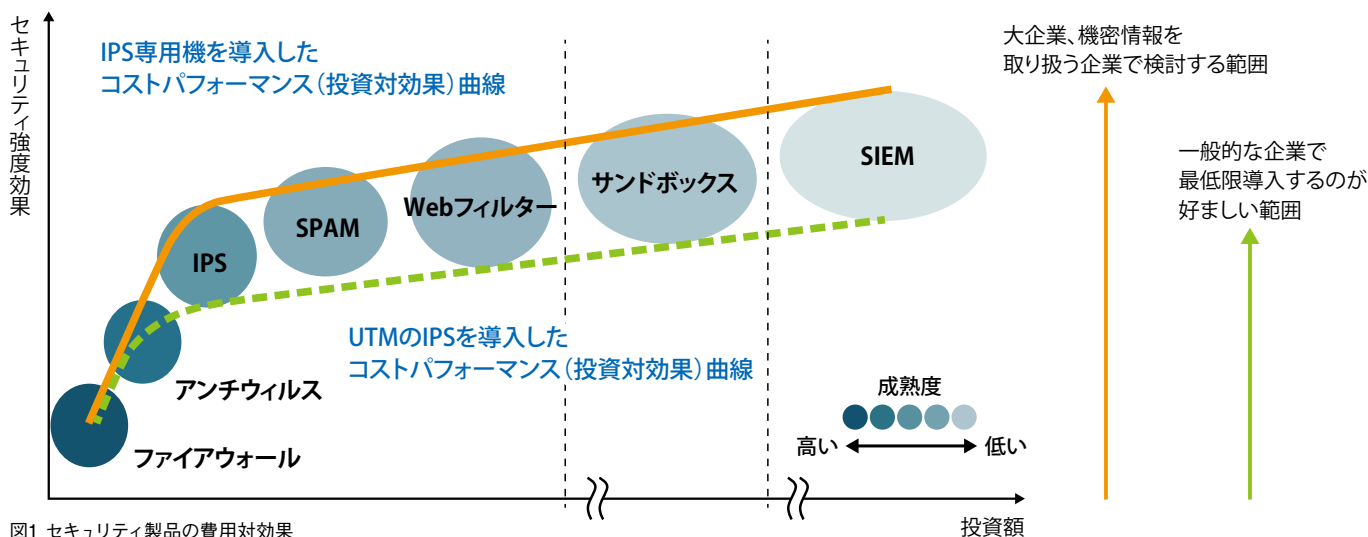 セキュリティ強度効果
IPS専用機を導入した
コストパフォーマンス(投資対効果)曲線
大企業、機密情報を
取り扱う企業で検討する範囲
一般的な企業で
最低限導入するのが
好ましい範囲
SIEM
サンドボックス
Webフィルター
SPAM
IPS
UTMのIPSを導入した
コストパフォーマンス(投資対効果)曲線
アンチウィルス
ファイアウォール
成熟度
高い
低い
投資額
図1 セキュリティ製品の費用対効果